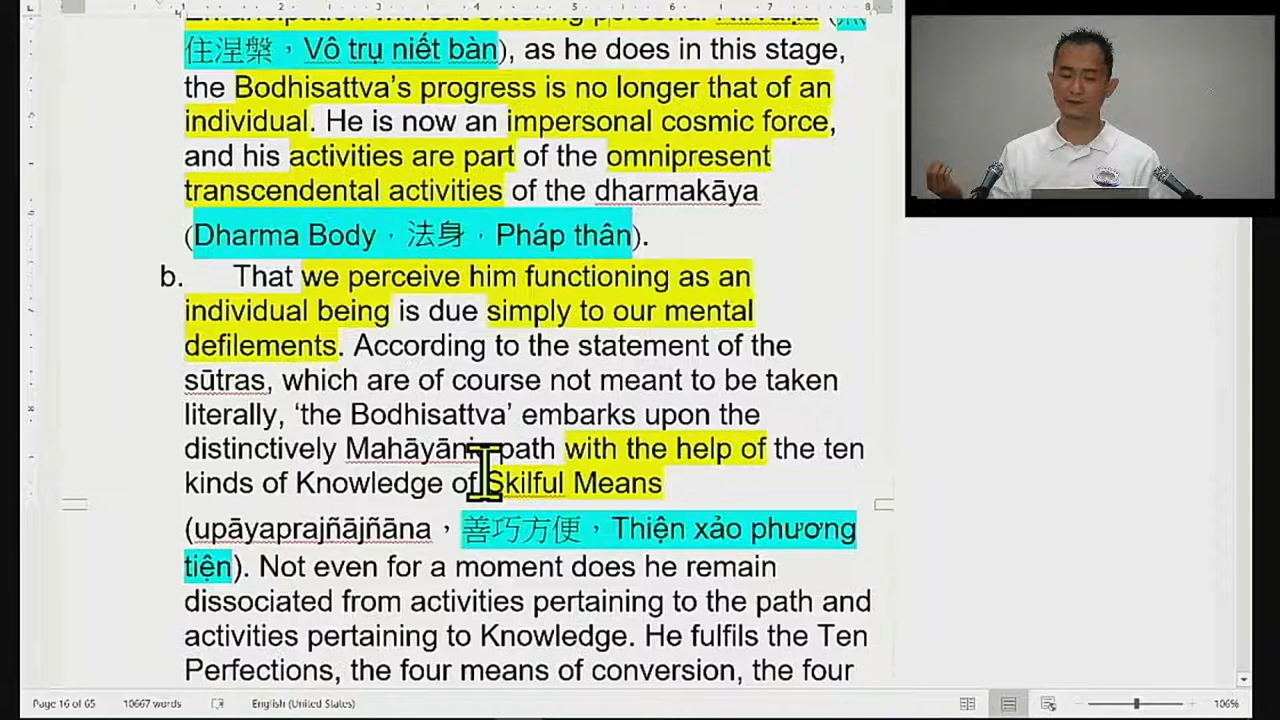 Emancipation without entering personal Nirvāṇa (無
住涅槃，Vô trụ niết bàn), as he does in this stage,
the Bodhisattva’s progress is no longer that of an
individual. He is now an impersonal cosmic force,
and his activities are part of the omnipresent
transcendental activities of the dharmakāya
(Dharma Body，法身，Pháp thân).
b. That we perceive him functioning as an
individual being is due simply to our mental
defilements. According to the statement of the
sūtras, which are of course not meant to be taken
literally, ‘the Bodhisattva’ embarks upon the
distinctively path with the help of the ten
kinds of Knowledge of Skilful Means
(upāyaprajñājñāna，善巧方便，Thiện xảo phương
tiện). Not even for a moment does he remain
dissociated from activities pertaining to the path and
activities pertaining to Knowledge. He fulfils the Ten
Perfections, the four means of conversion, the four
Page 16 of 65 10667 words English (United States) 106%